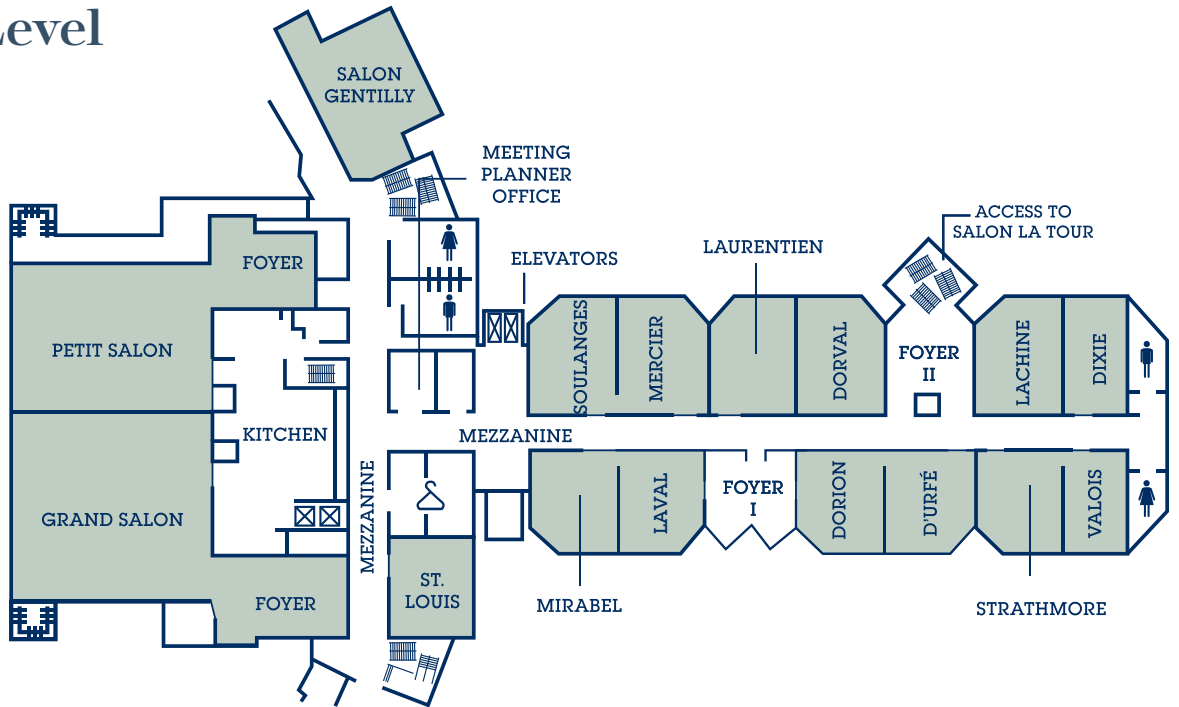 Level
SALON
GENTILLY
MEETING
PLANNER
OFFICE
ACCESS TO
SALON LA TOUR
LAURENTIEN
ELEVATORS
FOYER
SOULANGES
MERCIER
DORVAL
FOYER
II
LACHINE
DIXIE
PETIT SALON
KITCHEN
MEZZANINE
MEZZANINE
GRAND SALON
LAVAL
FOYER
I
DORION
D'URFÉ
VALOIS
ST.
LOUIS
FOYER
MIRABEL
STRATHMORE